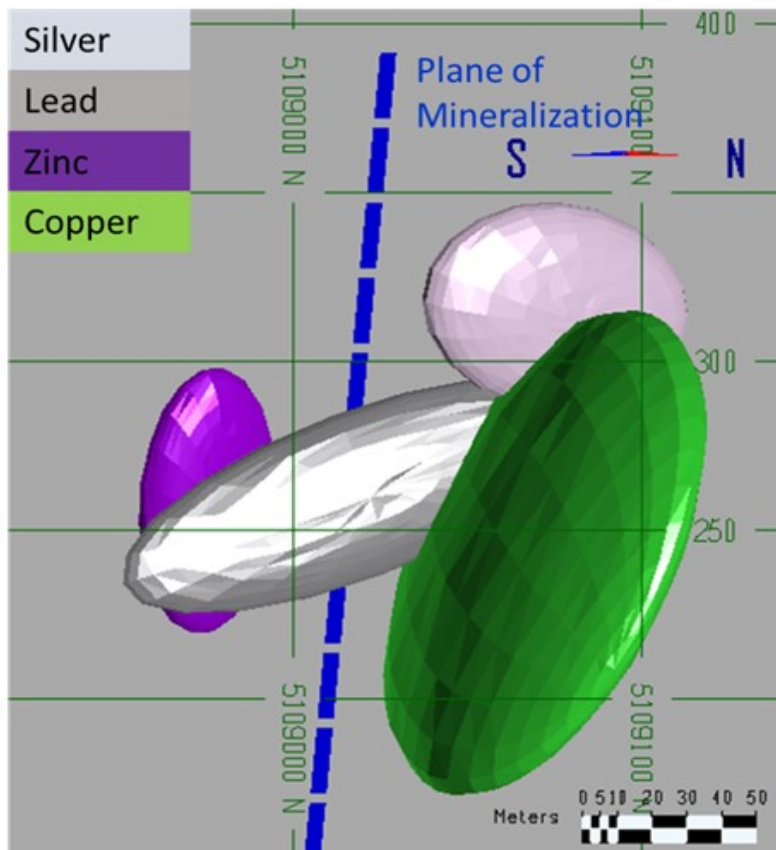 Silver
Lead
Zinc
Copper
Plane of
Mineralization
S N
400
300
250
5109000 N
5109100 N
5109000 N
5109100 N
Meters 0 5 10 20 30 40 50